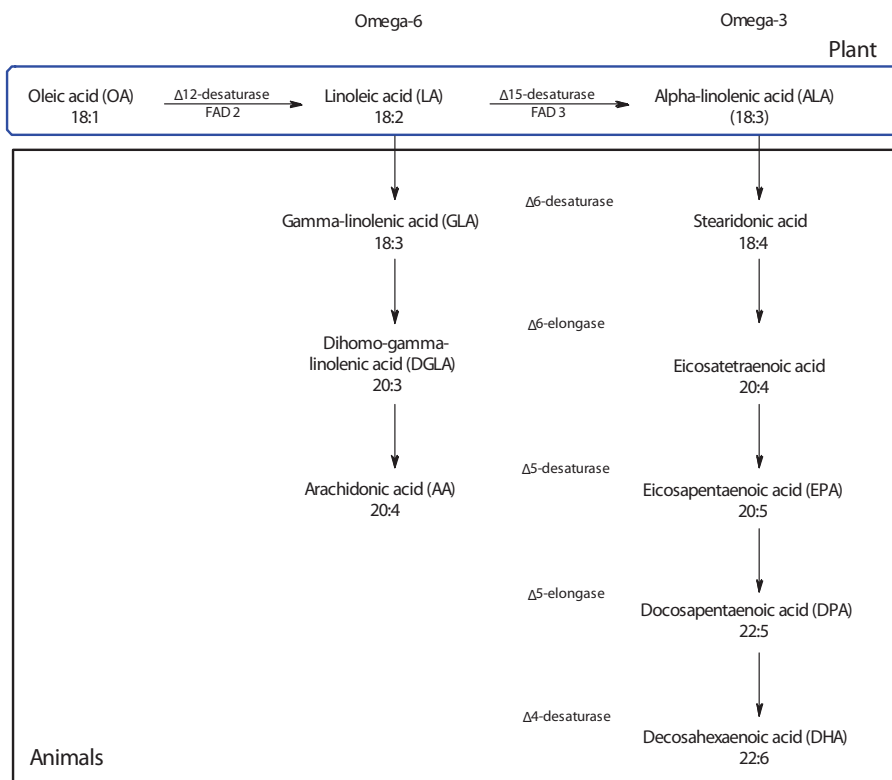 Omega-6 Omega-3
Plant
Oleic acid (OA) Δ12-desaturase Linoleic acid (LA) Δ15-desaturase Alpha-linolenic acid (ALA)
18:1 FAD 2 18:2 FAD 3 (18:3)
Δ6-desaturase
Gamma-linolenic acid (GLA) Stearidonic acid
18:3 18:4
Δ6-elongase
Dihomo-gamma-
linolenic acid (DGLA) Eicosatetraenoic acid
20:3 20:4
Δ5-desaturase
Arachidonic acid (AA) Eicosapentaenoic acid (EPA)
20:4 20:5
Δ5-elongase
Docosapentaenoic acid (DPA)
22:5
Δ4-desaturase
Decosahexaenoic acid (DHA)
Animals 22:6